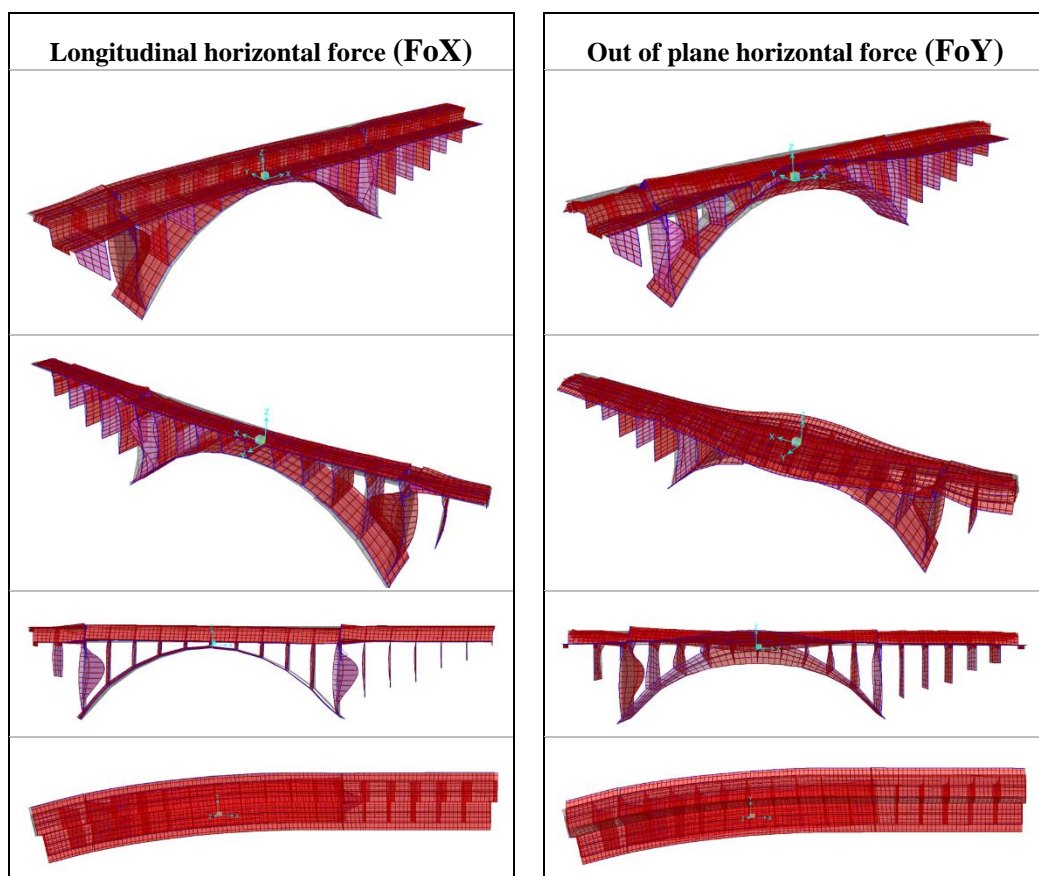 Longitudinal horizontal force (FoX)
Out of plane horizontal force (FoY)
Z
Y
X
Z
Y
X
Z
X
Z
X
Y
X
X